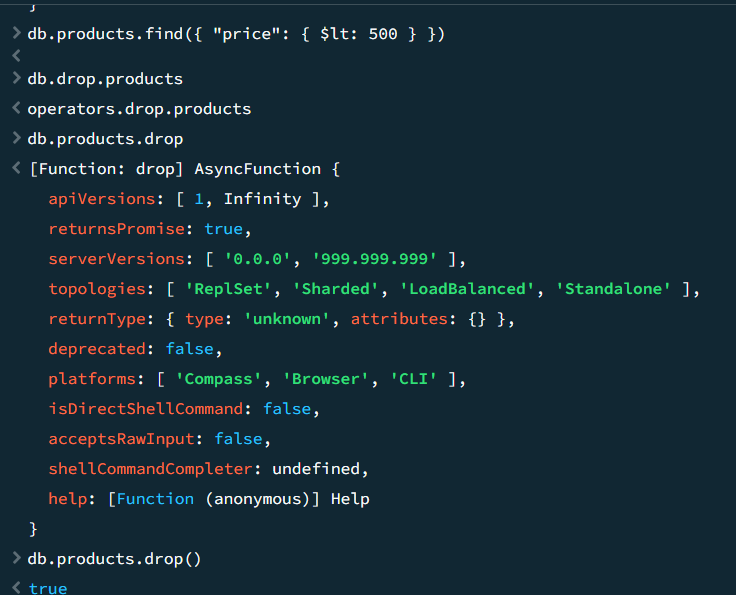 }
> db.products.find({ "price": { $lt: 500 } })
<
> db.drop.products
< operators.drop.products
> db.products.drop
< [Function: drop] AsyncFunction {
apiVersions: [ 1, Infinity ],
returnsPromise: true,
serverVersions: [ '0.0.0', '999.999.999' ],
topologies: [ 'ReplSet', 'Sharded', 'LoadBalanced', 'Standalone' ],
returnType: { type: 'unknown', attributes: {} },
deprecated: false,
platforms: [ 'Compass', 'Browser', 'CLI' ],
isDirectShellCommand: false,
acceptsRawInput: false,
shellCommandCompleter: undefined,
help: [Function (anonymous)] Help
}
> db.products.drop()
< true